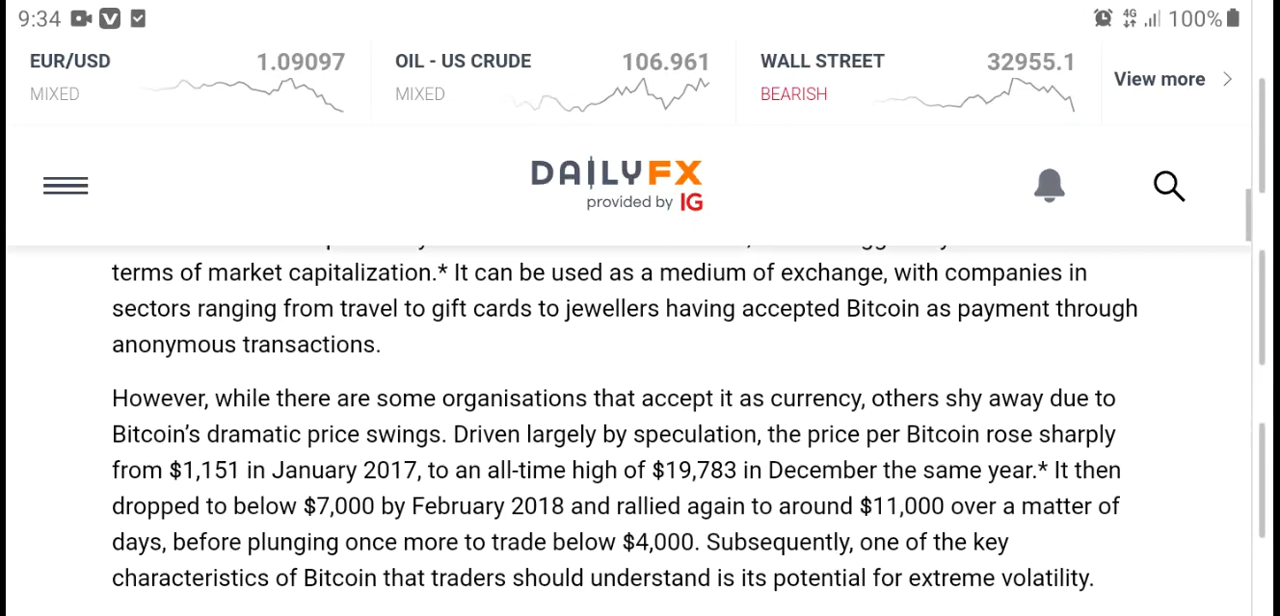 9:34 4G 100%
EUR/USD 1.09097 OIL - US CRUDE 106.961 WALL STREET 32955.1 View more
MIXED MIXED BEARISH
DAILYFX
provided by IG
terms of market capitalization.* It can be used as a medium of exchange, with companies in
sectors ranging from travel to gift cards to jewellers having accepted Bitcoin as payment through
anonymous transactions.
However, while there are some organisations that accept it as currency, others shy away due to
Bitcoin’s dramatic price swings. Driven largely by speculation, the price per Bitcoin rose sharply
from $1,151 in January 2017, to an all-time high of $19,783 in December the same year.* It then
dropped to below $7,000 by February 2018 and rallied again to around $11,000 over a matter of
days, before plunging once more to trade below $4,000. Subsequently, one of the key
characteristics of Bitcoin that traders should understand is its potential for extreme volatility.